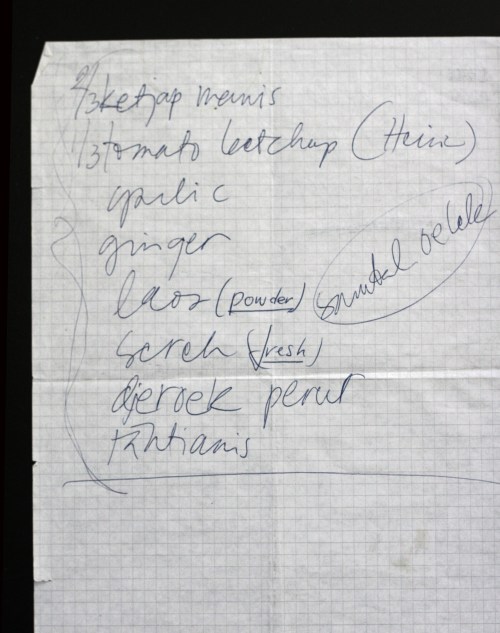 2/3 ketjap manis
1/3 tomato ketchup (Heinz)
garlic
ginger
laos (powder)
sambal oelek
sereh (fresh)
djeroek perut